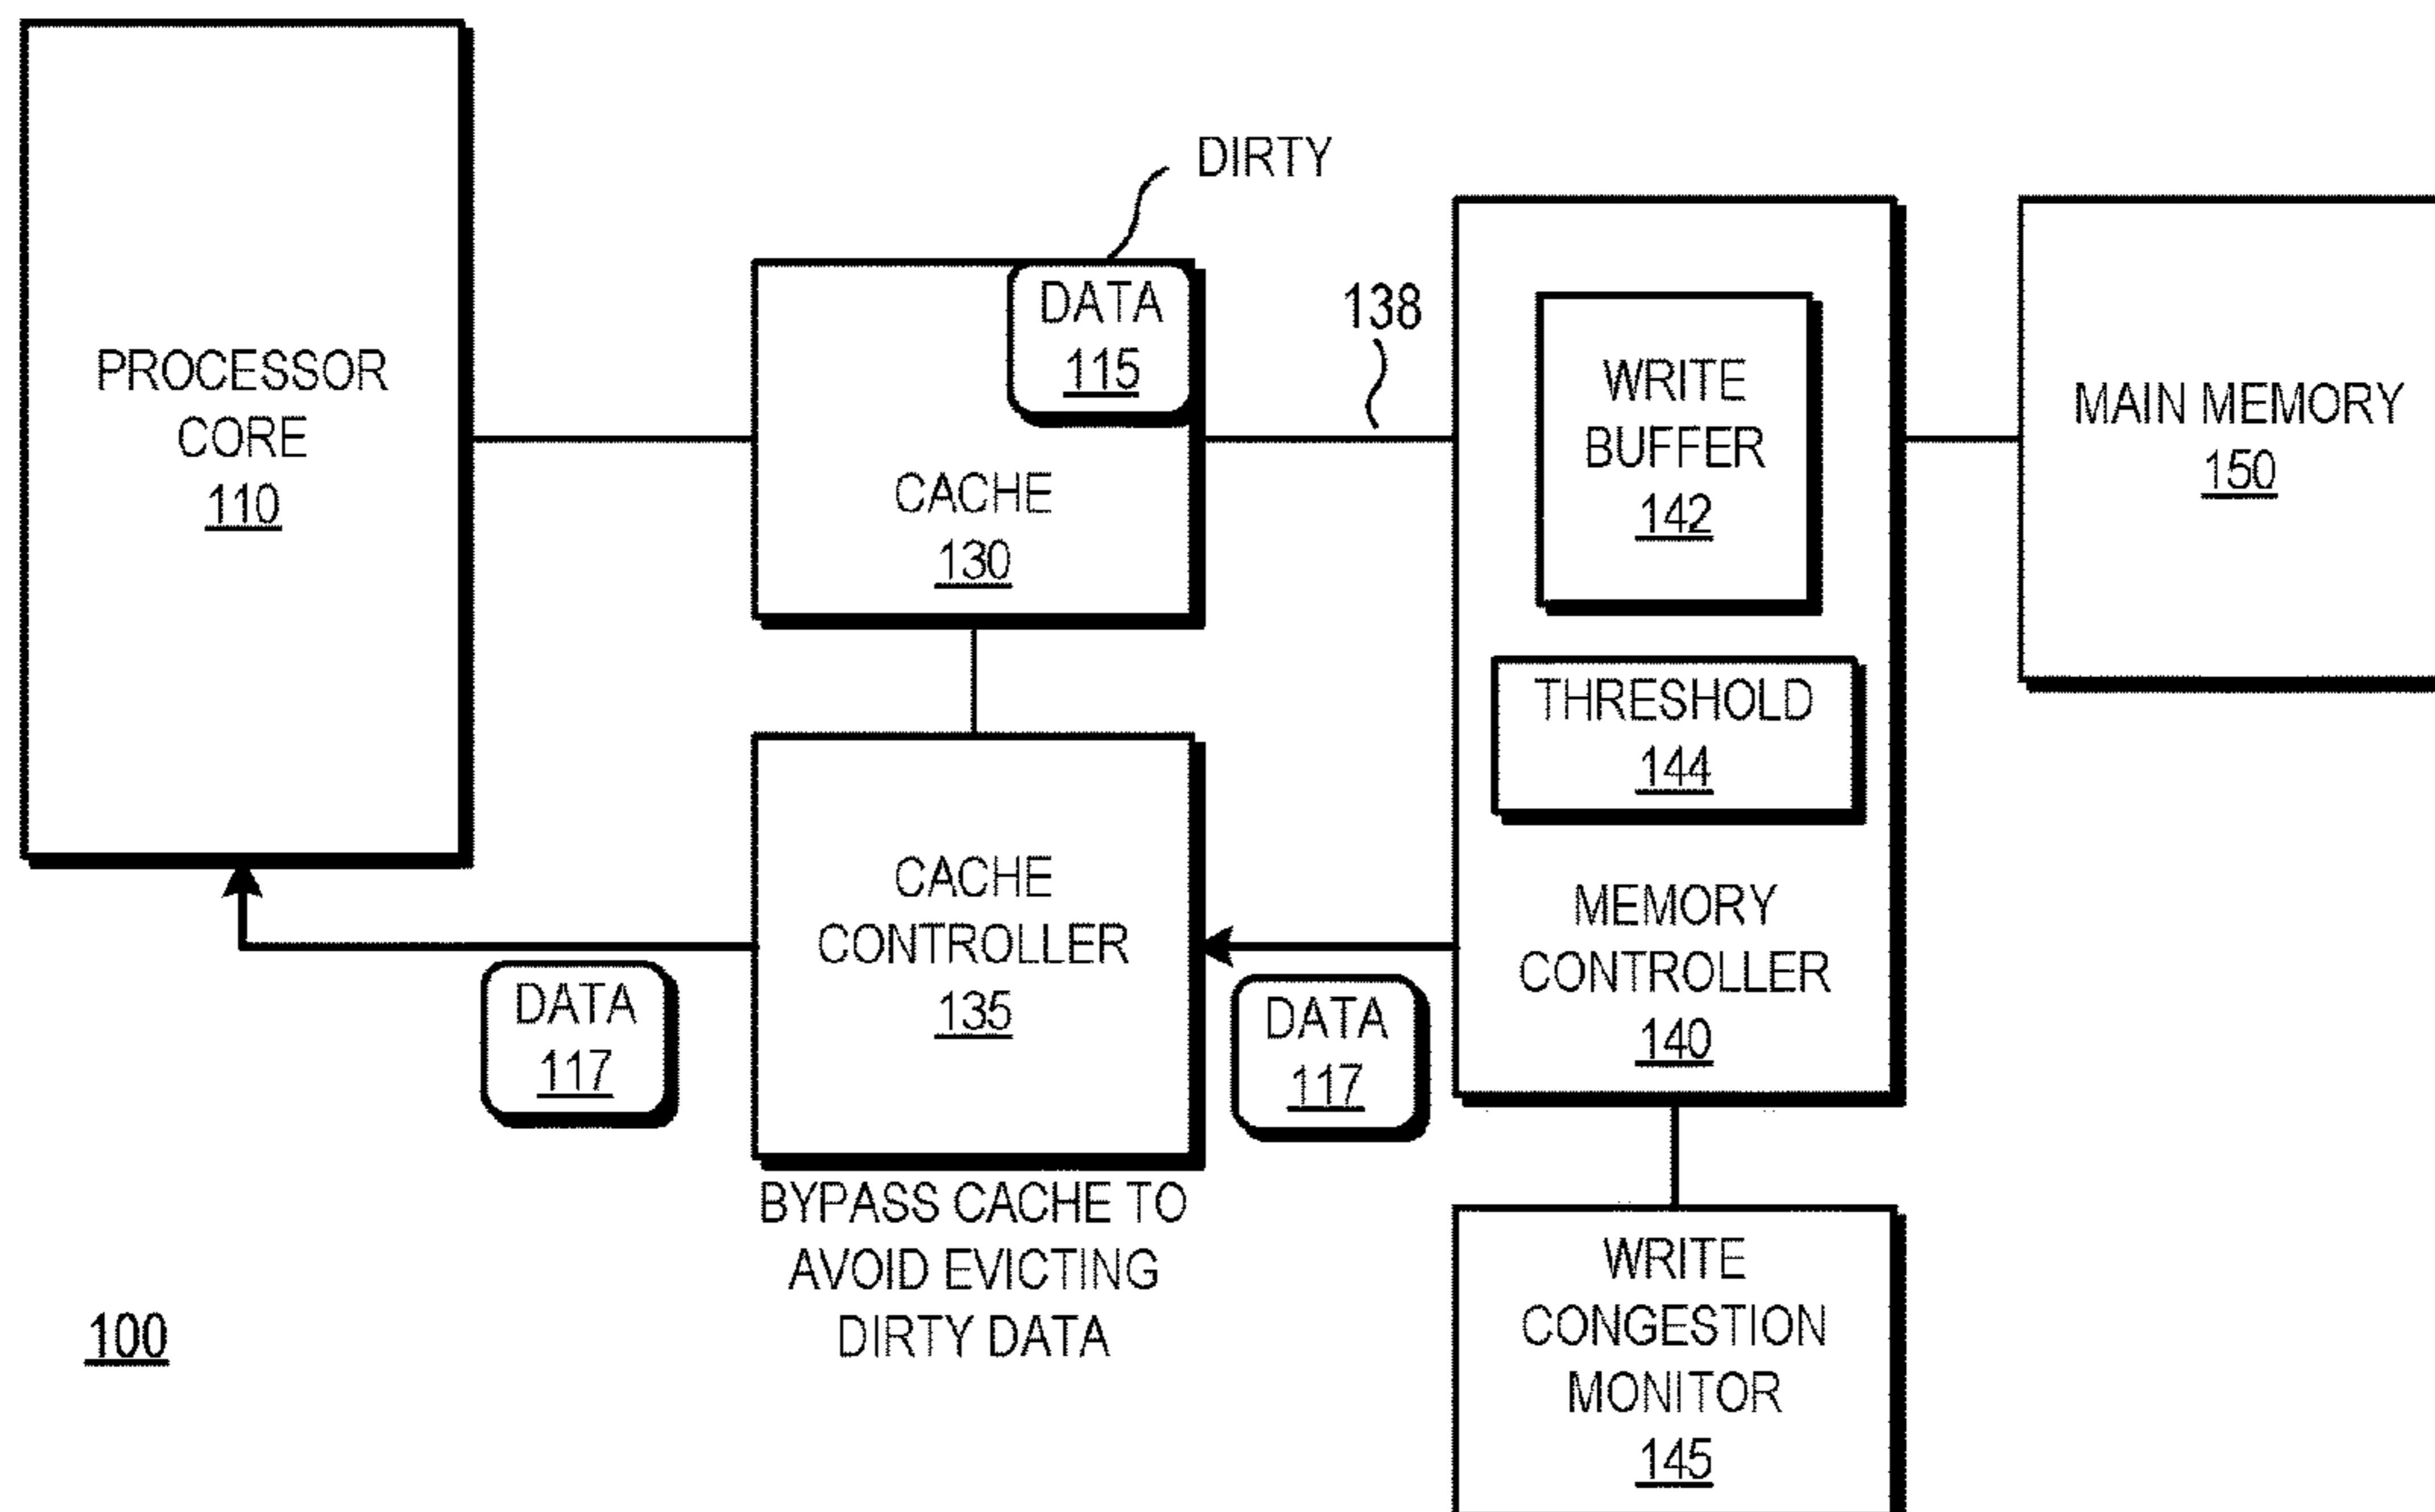 PROCESSOR
CORE
110
DIRTY
DATA
115
CACHE
130
138
WRITE
BUFFER
142
THRESHOLD
144
MEMORY
CONTROLLER
140
MAIN MEMORY
150
CACHE
CONTROLLER
135
DATA
117
DATA
117
BYPASS CACHE TO
AVOID EVICTING
DIRTY DATA
WRITE
CONGESTION
MONITOR
145
100